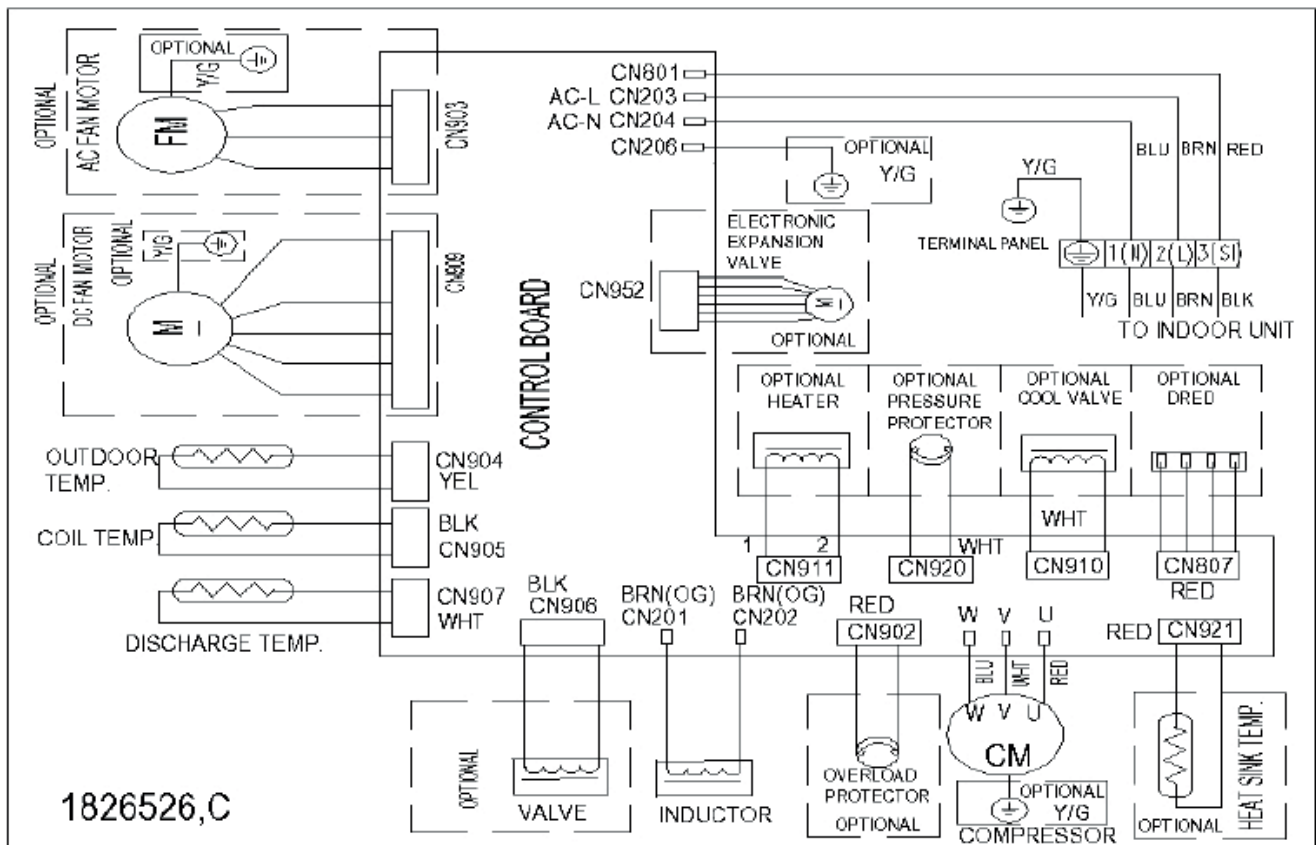 OPTIONAL
AC FAN MOTOR
OPTIONAL
Y/G
FM
CN903
CN801
AC-L CN203
AC-N CN204
CN206
OPTIONAL
Y/G
BLU BRN RED
Y/G
TERMINAL PANEL
1(N) 2(L) 3(SI)
Y/G BLU BRN BLK
TO INDOOR UNIT
OPTIONAL
DC FAN MOTOR
OPTIONAL
Y/G
M
CN909
ELECTRONIC
EXPANSION
VALVE
CN952
M
OPTIONAL
CONTROL BOARD
OPTIONAL
HEATER
OPTIONAL
PRESSURE
PROTECTOR
OPTIONAL
COOL VALVE
OPTIONAL
DRED
OUTDOOR
TEMP.
CN904
YEL
COIL TEMP.
BLK
CN905
DISCHARGE TEMP.
CN907
WHT
1 2
CN911
WHT
CN920
WHT
CN910
CN807
RED
BLK
CN906
BRN(OG)
CN201
BRN(OG)
CN202
RED
CN902
W V U
BLU WHT RED
W V U
CM
RED CN921
OPTIONAL
VALVE
INDUCTOR
OVERLOAD
PROTECTOR
OPTIONAL
OPTIONAL
Y/G
COMPRESSOR
HEAT SINK TEMP.
OPTIONAL
1826526,C